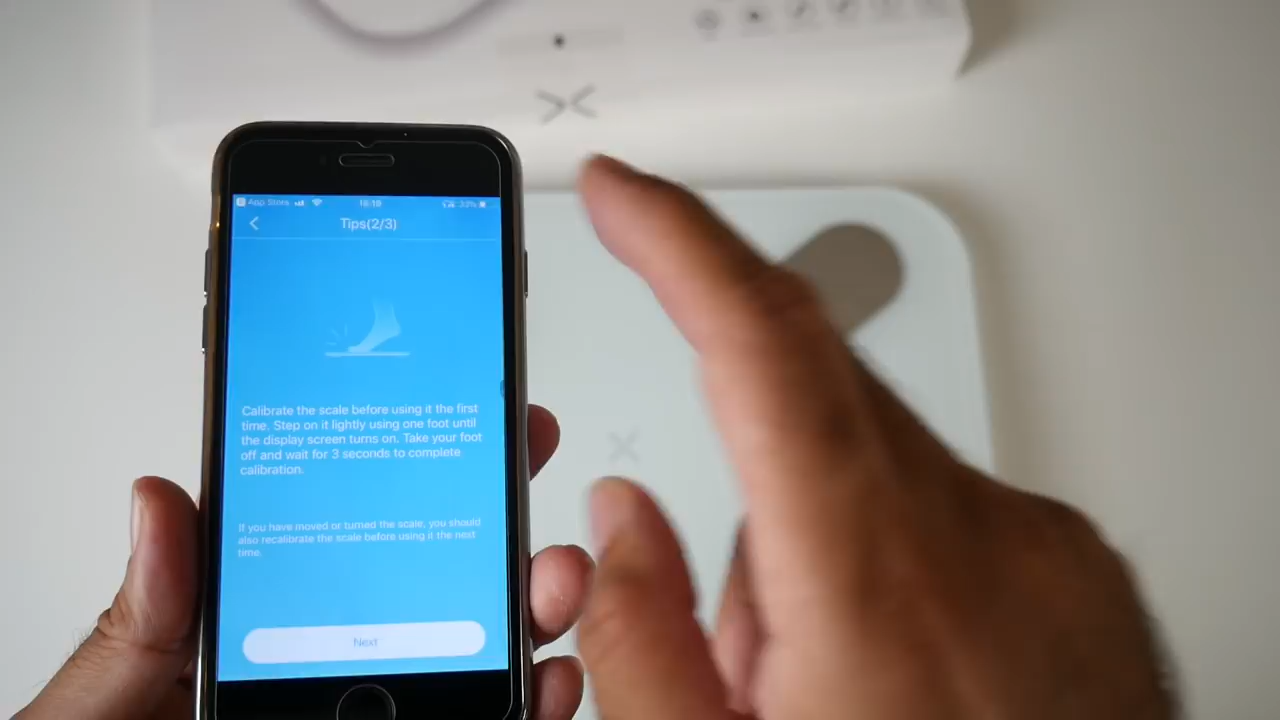 App Store
16:19
33%
Tips(2/3)
Calibrate the scale before using it the first
time. Step on it lightly using one foot until
the display screen turns on. Take your foot
off and wait for 3 seconds to complete
calibration.
If you have moved or turned the scale, you should
also recalibrate the scale before using it the next
time.
Next